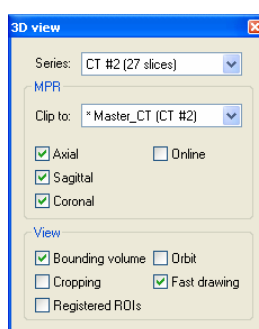 3D view
Series: CT #2 (27 slices)
MPR
Clip to: * Master_CT (CT #2)
Axial Online
Sagittal
Coronal
View
Bounding volume Orbit
Cropping Fast drawing
Registered ROIs